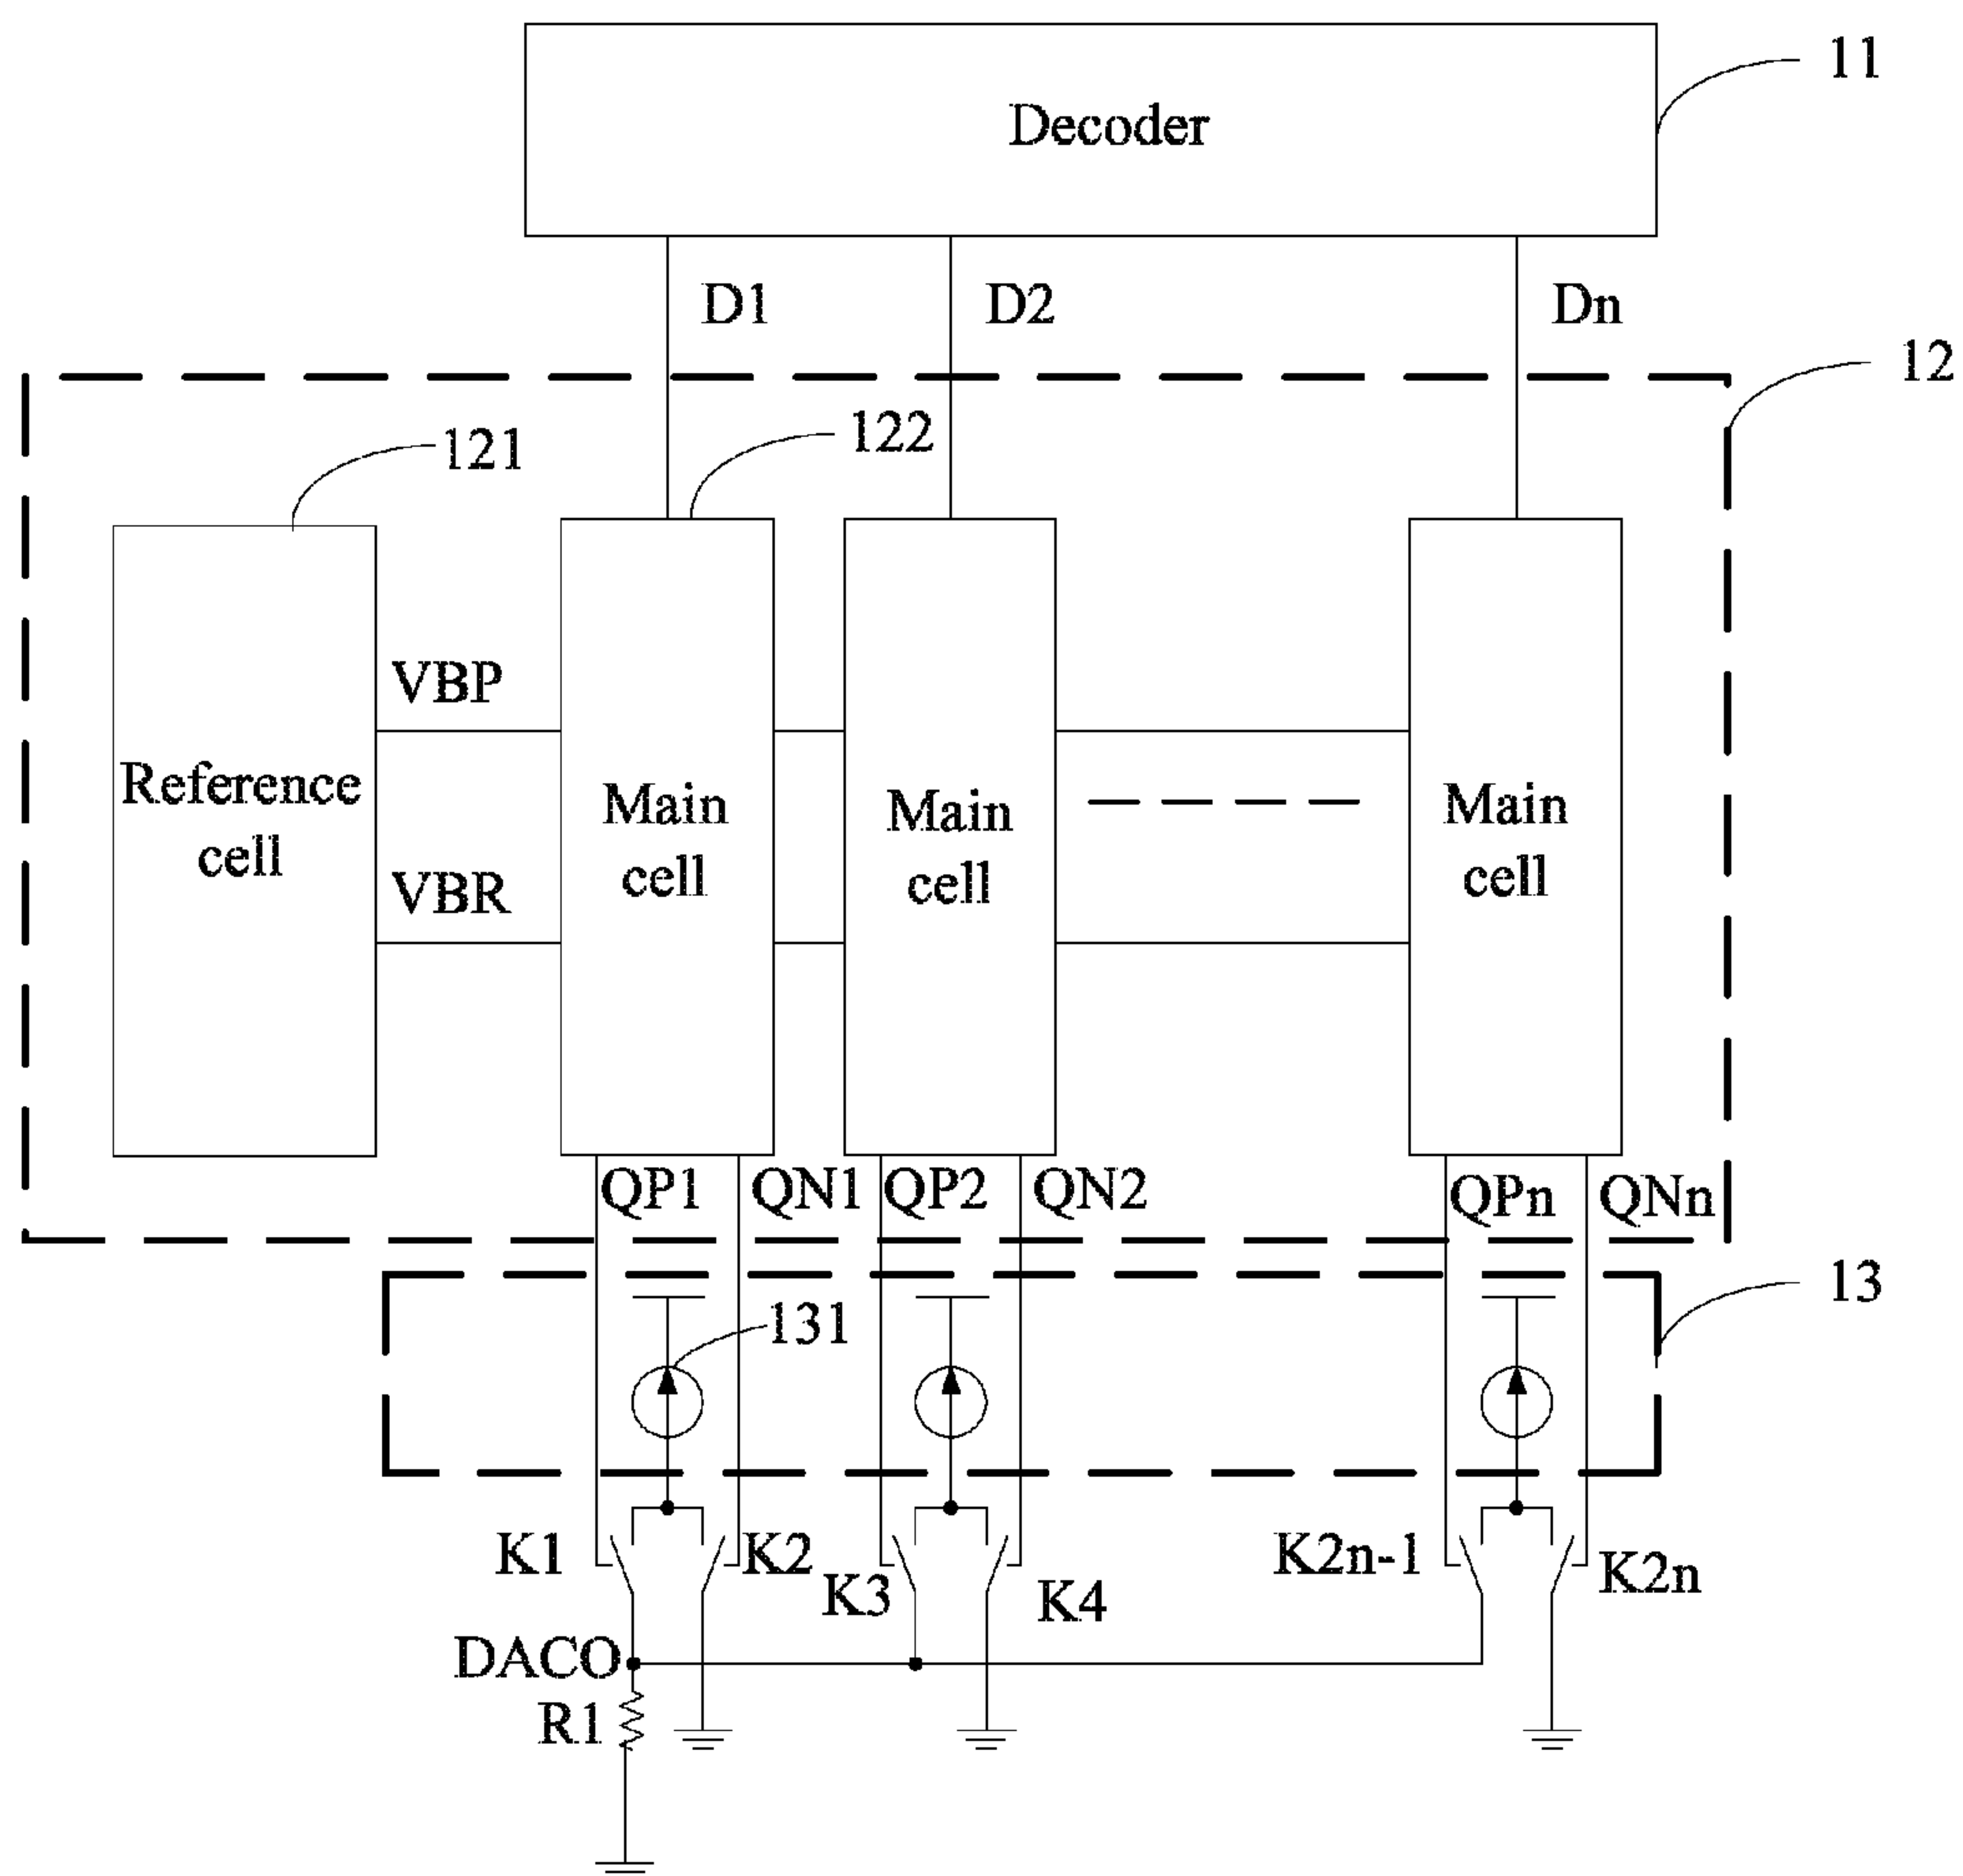 11
Decoder
D1 D2 Dn
12
121 122
VBP
Reference
cell
Main
cell
Main
cell
Main
cell
VBR
QP1 QN1 QP2 QN2 QPn QNn
13
131
K1 K2 K3 K4 K2n-1 K2n
DACO
R1